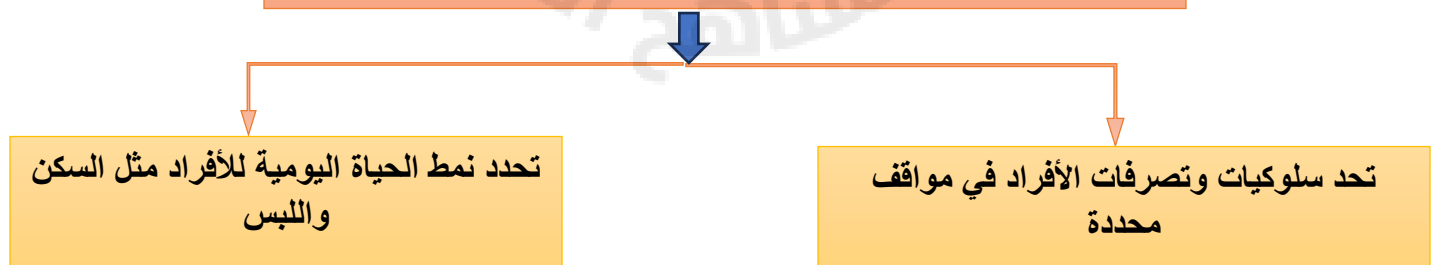 تحد سلوكيات وتصرفات الأفراد في مواقف
محددة
تحدد نمط الحياة اليومية للأفراد مثل السكن
واللبس